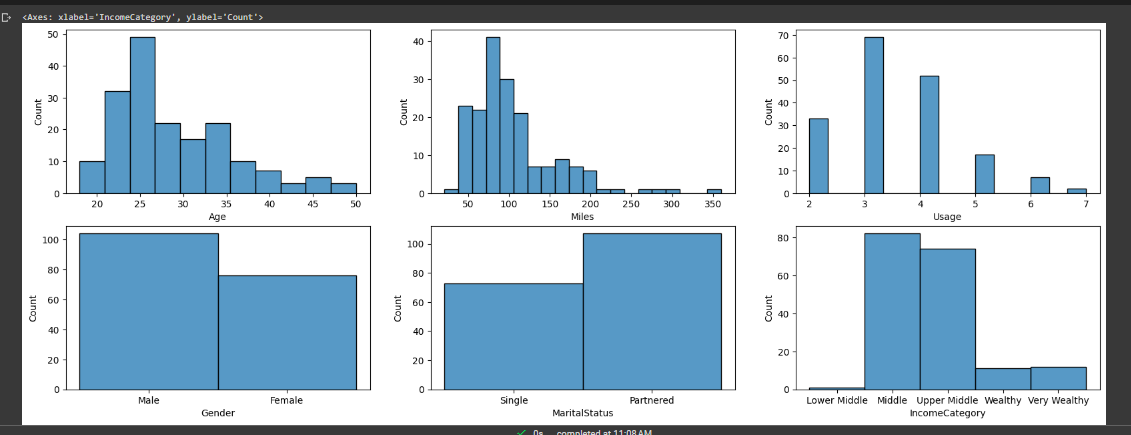 <Axes: xlabel='IncomeCategory', ylabel='Count'>
50
40
30
20
10
0
Count
20 25 30 35 40 45 50
Age
40
30
20
10
0
Count
50 100 150 200 250 300 350
Miles
70
60
50
40
30
20
10
0
Count
2 3 4 5 6 7
Usage
100
80
60
40
20
0
Count
Male Female
Gender
100
80
60
40
20
0
Count
Single Partnered
MaritalStatus
80
60
40
20
0
Count
Lower Middle Middle Upper Middle Wealthy Very Wealthy
IncomeCategory
0s completed at 11:08 AM